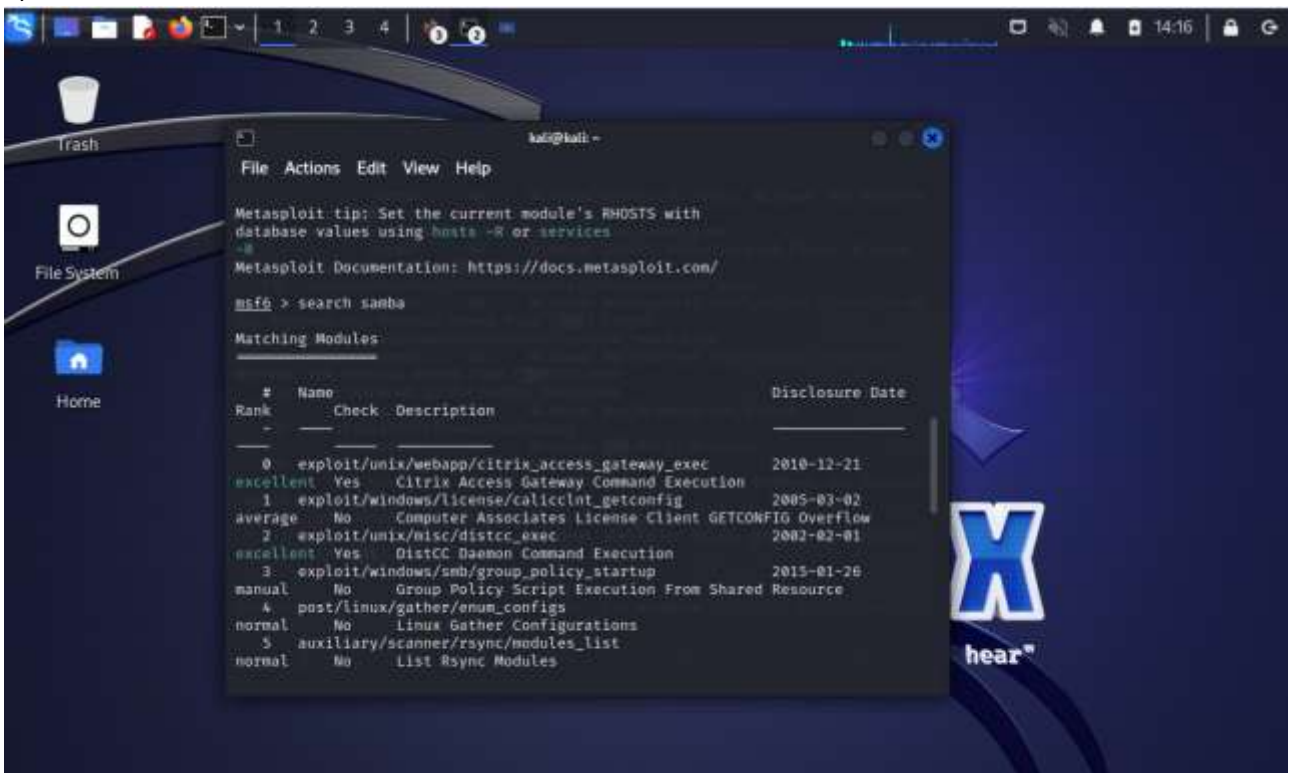 1 2 3 4
3
2
14:16
Trash
File System
Home
kali@kali: ~
File Actions Edit View Help
Metasploit tip: Set the current module's RHOSTS with
database values using hosts -R or services
-R
Metasploit Documentation: https://docs.metasploit.com/
msf6 > search samba
Matching Modules
# Name Disclosure Date
Rank Check Description
- ---- ---------------
---- ----- -----------
0 exploit/unix/webapp/citrix_access_gateway_exec 2010-12-21
excellent Yes Citrix Access Gateway Command Execution
1 exploit/windows/license/calicclnt_getconfig 2005-03-02
average No Computer Associates License Client GETCONFIG Overflow
2 exploit/unix/misc/distcc_exec 2002-02-01
excellent Yes DistCC Daemon Command Execution
3 exploit/windows/smb/group_policy_startup 2015-01-26
manual No Group Policy Script Execution From Shared Resource
4 post/linux/gather/enum_configs
normal No Linux Gather Configurations
5 auxiliary/scanner/rsync/modules_list
normal No List Rsync Modules
X
hear"